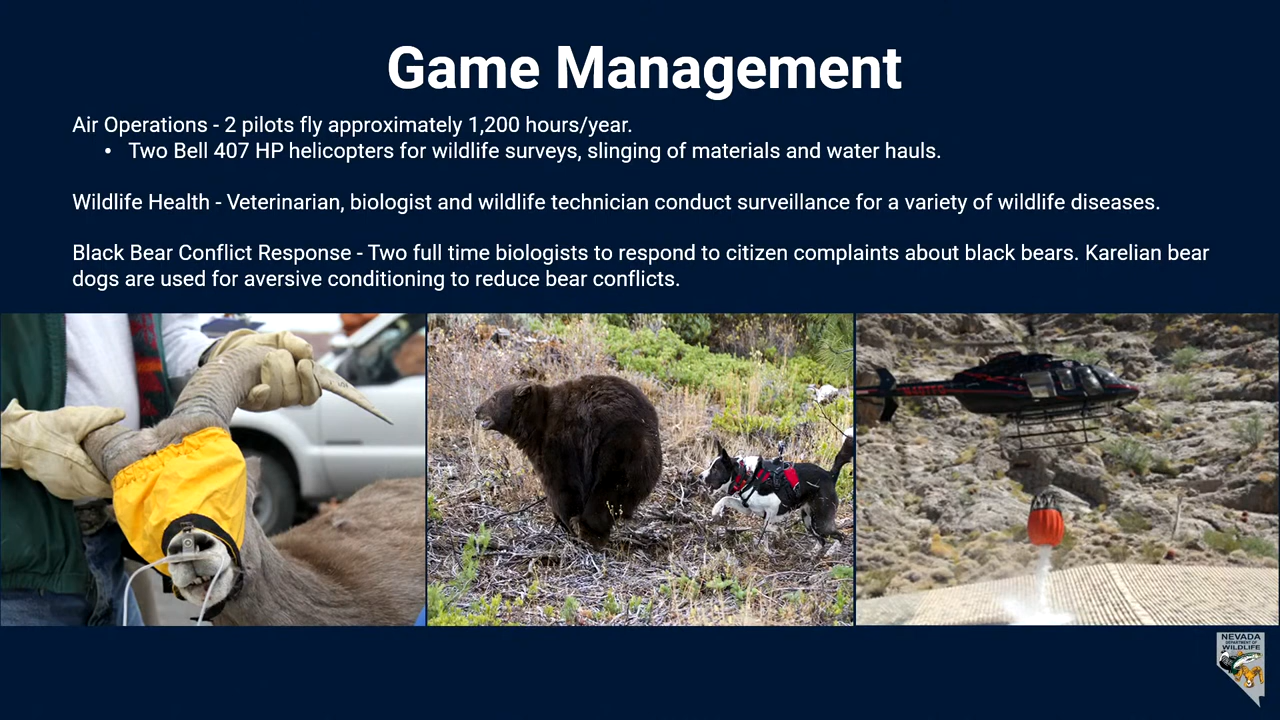 Game Management
Air Operations - 2 pilots fly approximately 1,200 hours/year.
• Two Bell 407 HP helicopters for wildlife surveys, slinging of materials and water hauls.
Wildlife Health - Veterinarian, biologist and wildlife technician conduct surveillance for a variety of wildlife diseases.
Black Bear Conflict Response - Two full time biologists to respond to citizen complaints about black bears. Karelian bear
dogs are used for aversive conditioning to reduce bear conflicts.
NEVADA
DEPARTMENT OF
WILDLIFE